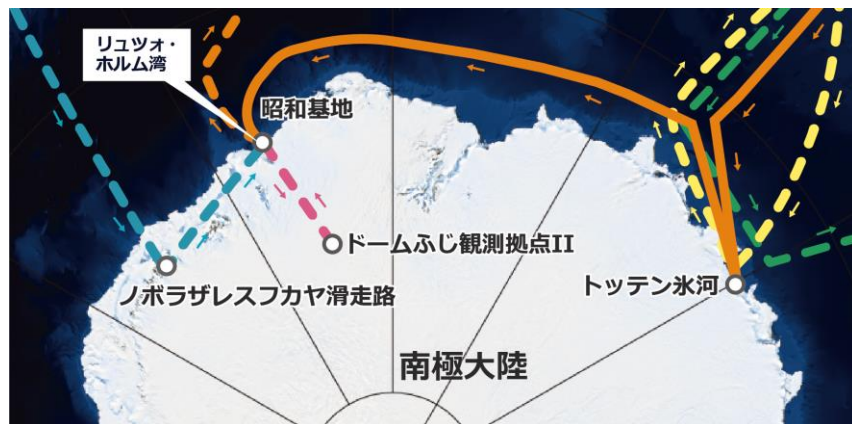 リュツォ・
ホルム湾
昭和基地
ドームふじ観測拠点II
ノボラザレスフカヤ滑走路
トッテン氷河
南極大陸